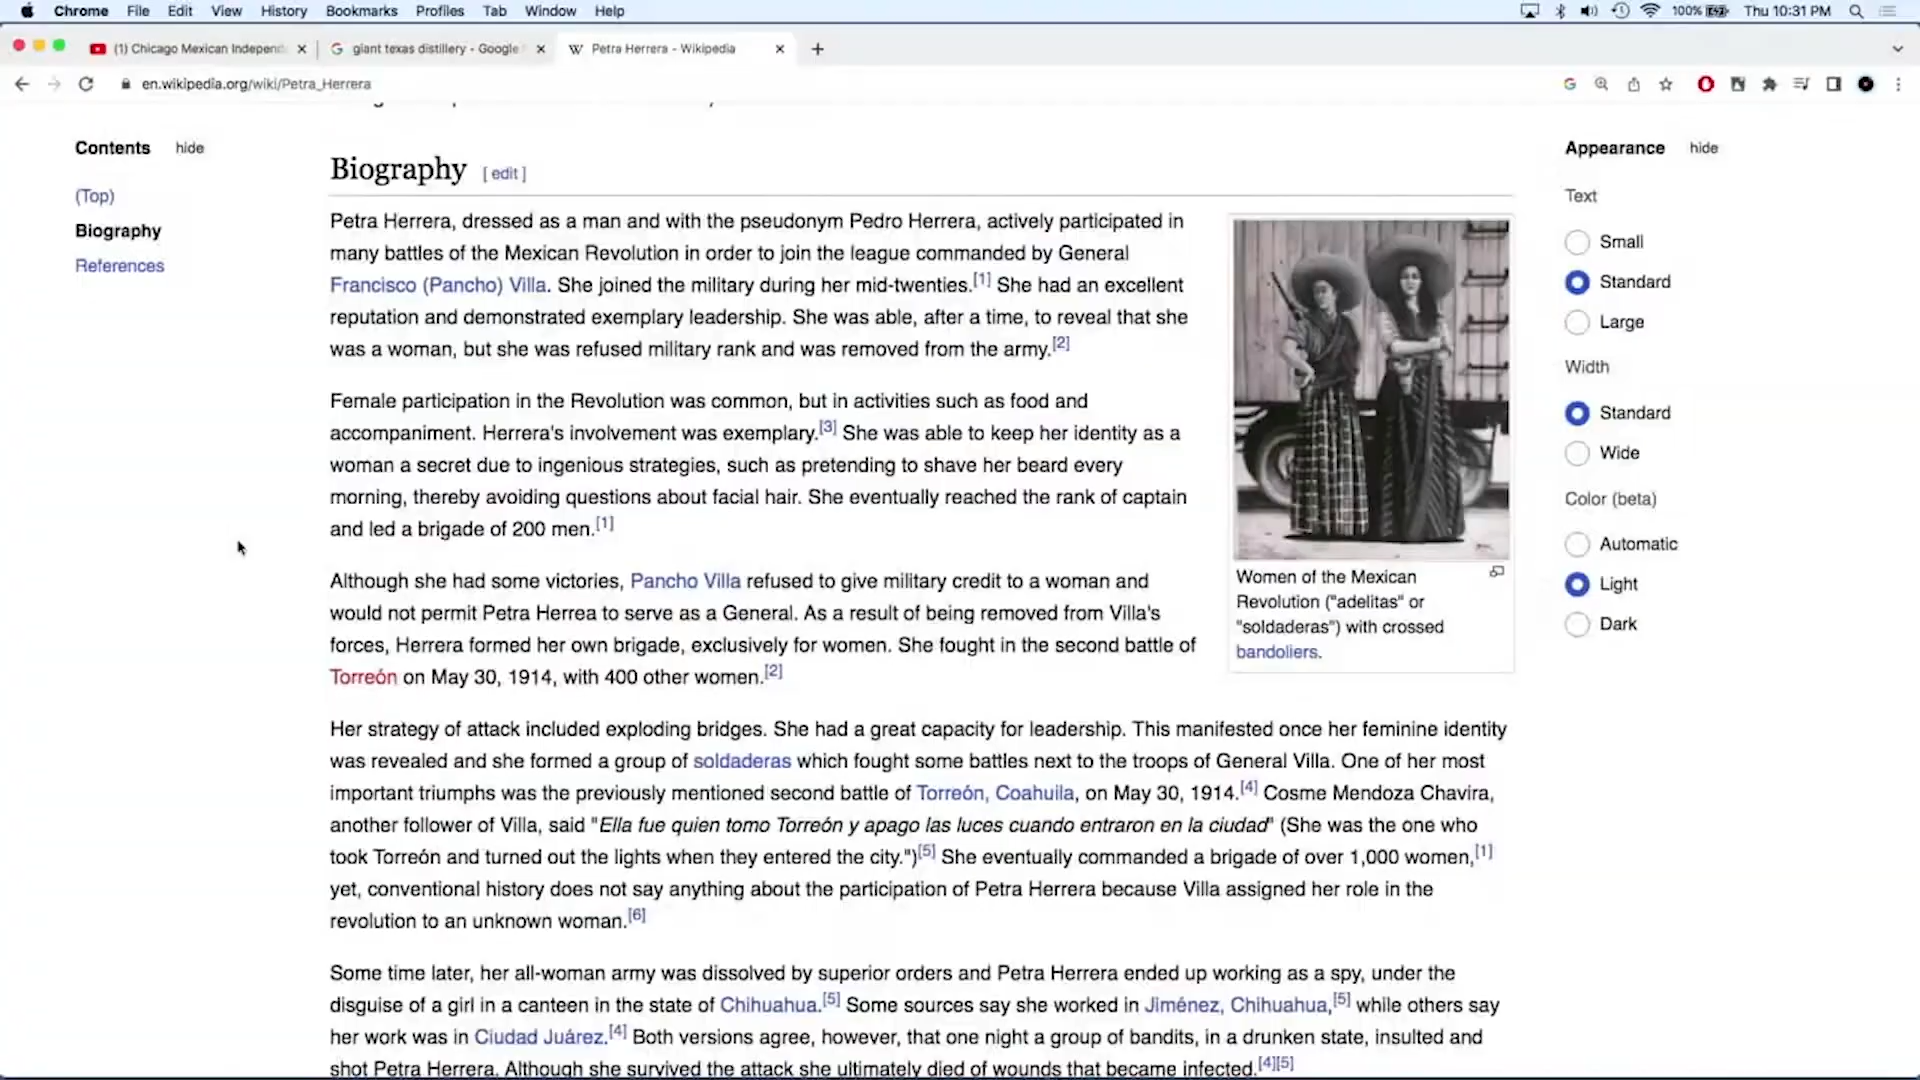 Chrome File Edit View History Bookmarks Profiles Tab Window Help 100% Thu 10:31 PM
(1) Chicago Mexican Independ giant texas distillery - Google Petra Herrera - Wikipedia
en.wikipedia.org/wiki/Petra_Herrera
Contents hide
(Top)
Biography
References
Biography [ edit ]
Petra Herrera, dressed as a man and with the pseudonym Pedro Herrera, actively participated in
many battles of the Mexican Revolution in order to join the league commanded by General
Francisco (Pancho) Villa. She joined the military during her mid-twenties.[1] She had an excellent
reputation and demonstrated exemplary leadership. She was able, after a time, to reveal that she
was a woman, but she was refused military rank and was removed from the army.[2]
Female participation in the Revolution was common, but in activities such as food and
accompaniment. Herrera's involvement was exemplary.[3] She was able to keep her identity as a
woman a secret due to ingenious strategies, such as pretending to shave her beard every
morning, thereby avoiding questions about facial hair. She eventually reached the rank of captain
and led a brigade of 200 men.[1]
Although she had some victories, Pancho Villa refused to give military credit to a woman and
would not permit Petra Herrea to serve as a General. As a result of being removed from Villa's
forces, Herrera formed her own brigade, exclusively for women. She fought in the second battle of
Torreón on May 30, 1914, with 400 other women.[2]
Women of the Mexican
Revolution ("adelitas" or
"soldaderas") with crossed
bandoliers.
Her strategy of attack included exploding bridges. She had a great capacity for leadership. This manifested once her feminine identity
was revealed and she formed a group of soldaderas which fought some battles next to the troops of General Villa. One of her most
important triumphs was the previously mentioned second battle of Torreón, Coahuila, on May 30, 1914.[4] Cosme Mendoza Chavira,
another follower of Villa, said "Ella fue quien tomo Torreón y apago las luces cuando entraron en la ciudad" (She was the one who
took Torreón and turned out the lights when they entered the city.")[5] She eventually commanded a brigade of over 1,000 women,[1]
yet, conventional history does not say anything about the participation of Petra Herrera because Villa assigned her role in the
revolution to an unknown woman.[6]
Some time later, her all-woman army was dissolved by superior orders and Petra Herrera ended up working as a spy, under the
disguise of a girl in a canteen in the state of Chihuahua.[5] Some sources say she worked in Jiménez, Chihuahua,[5] while others say
her work was in Ciudad Juárez.[4] Both versions agree, however, that one night a group of bandits, in a drunken state, insulted and
shot Petra Herrera. Although she survived the attack she ultimately died of wounds that became infected.[4][5]
Appearance hide
Text
Small
Standard
Large
Width
Standard
Wide
Color (beta)
Automatic
Light
Dark